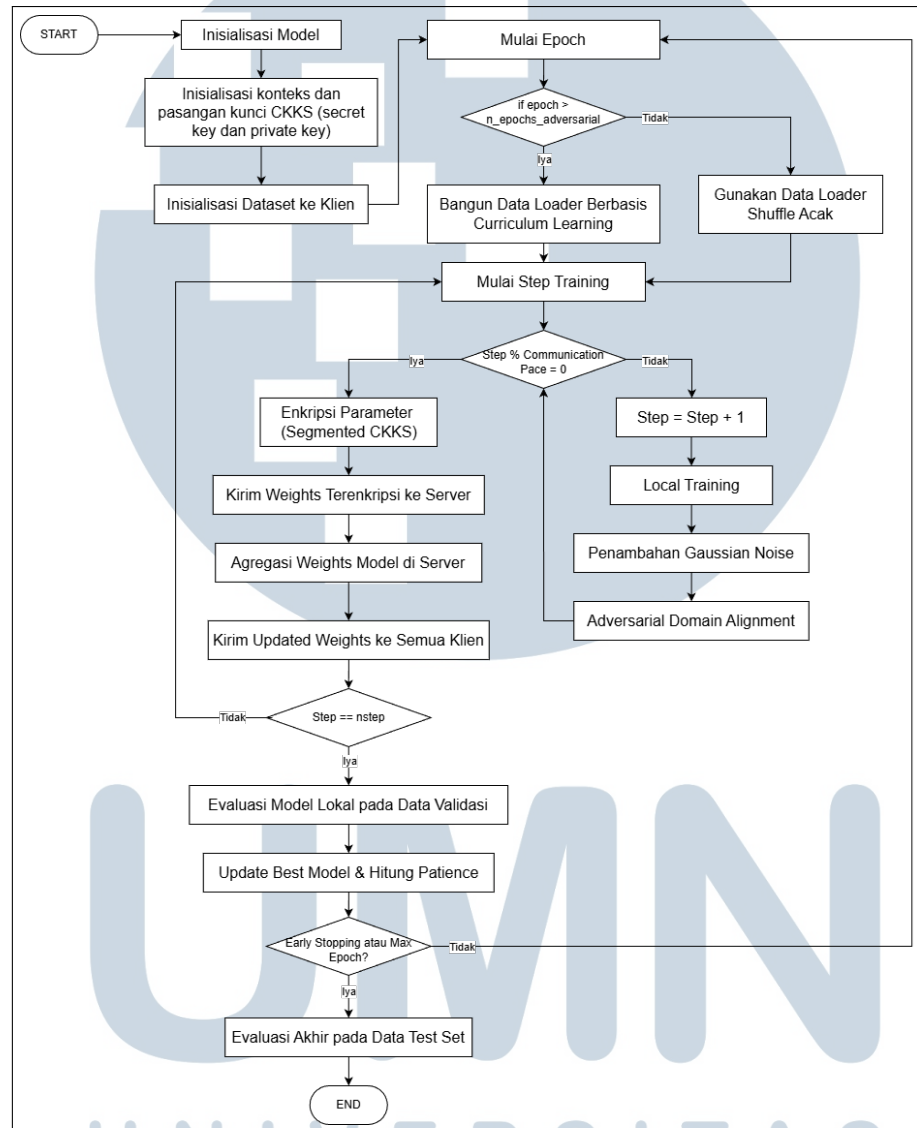 START
Inisialisasi Model
Inisialisasi konteks dan
pasangan kunci CKKS (secret
key dan private key)
Inisialisasi Dataset ke Klien
Mulai Epoch
if epoch >
n_epochs_adversarial
Tidak
Iya
Bangun Data Loader Berbasis
Curriculum Learning
Gunakan Data Loader
Shuffle Acak
Mulai Step Training
Step % Communication
Pace = 0
Iya
Tidak
Enkripsi Parameter
(Segmented CKKS)
Kirim Weights Terenkripsi ke Server
Agregasi Weights Model di Server
Kirim Updated Weights ke Semua Klien
Step = Step + 1
Local Training
Penambahan Gaussian Noise
Adversarial Domain Alignment
Step == nstep
Tidak
Iya
Evaluasi Model Lokal pada Data Validasi
Update Best Model & Hitung Patience
Early Stopping atau Max
Epoch?
Tidak
Iya
Evaluasi Akhir pada Data Test Set
END
UMN